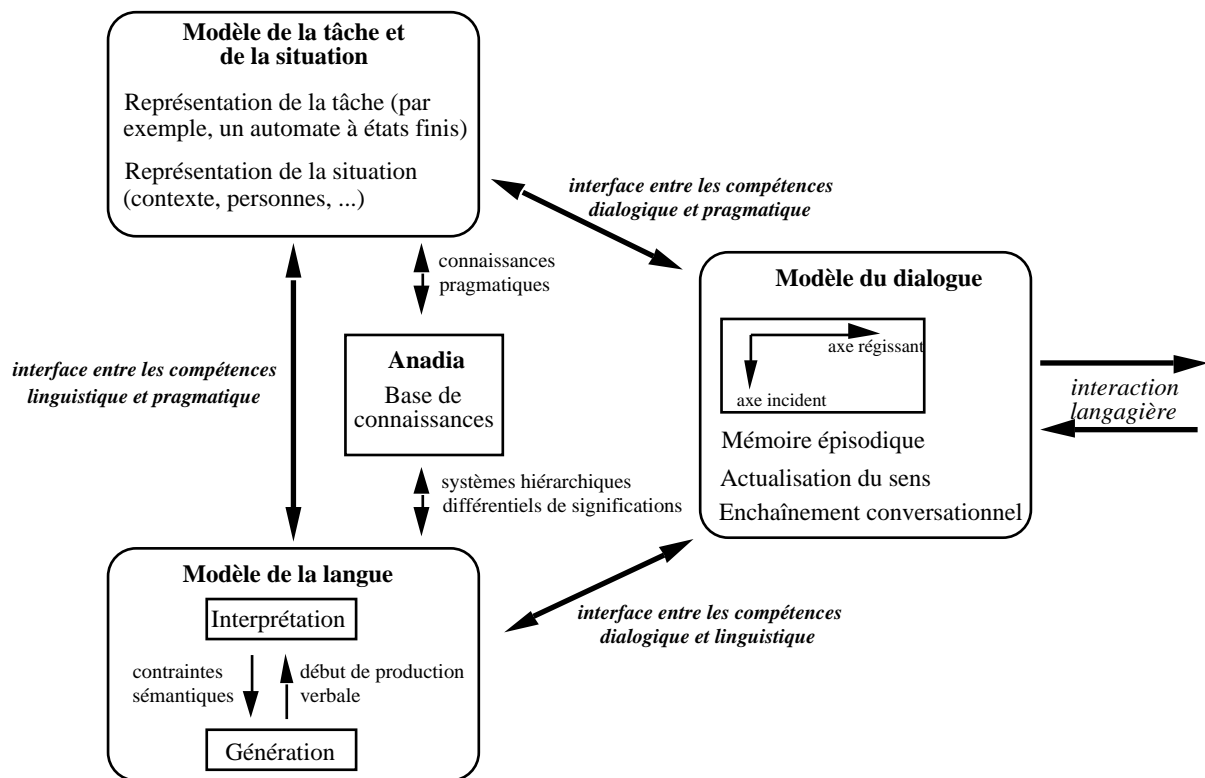 Modèle de la tâche et
de la situation
Représentation de la tâche (par
exemple, un automate à états finis)
Représentation de la situation
(contexte, personnes, ...)
interface entre les compétences
dialogique et pragmatique
connaissances
pragmatiques
Modèle du dialogue
axe régissant
axe incident
Mémoire épisodique
Actualisation du sens
Enchaînement conversationnel
interaction
langagière
interface entre les compétences
linguistique et pragmatique
Anadia
Base de
connaissances
systèmes hiérarchiques
différentiels de significations
Modèle de la langue
Interprétation
contraintes
sémantiques
début de production
verbale
Génération
interface entre les compétences
dialogique et linguistique